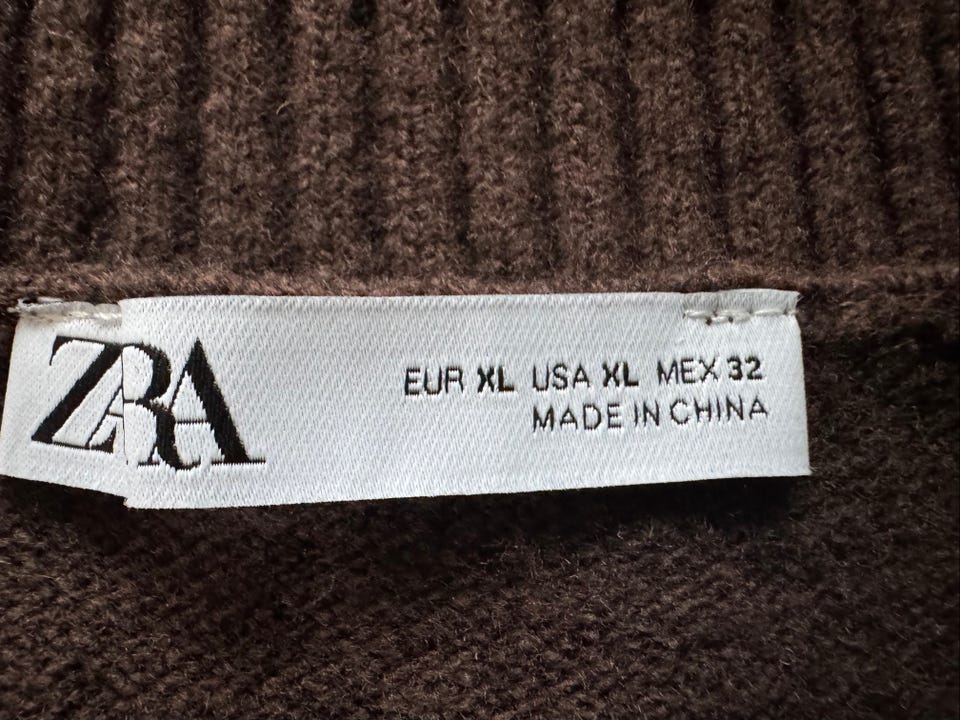 ZARA
EUR XL USA XL MEX 32
MADE IN CHINA